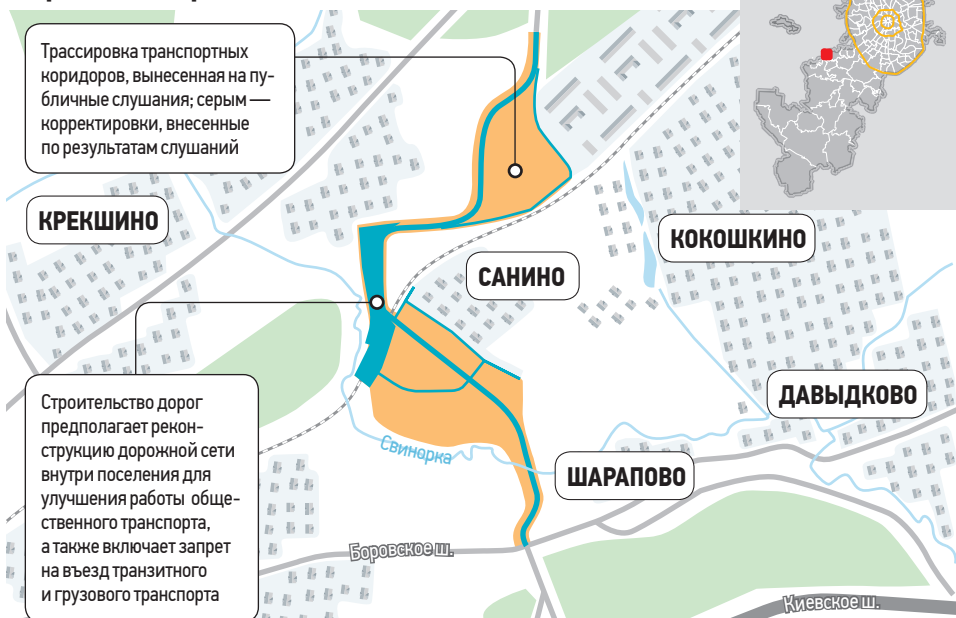 Трассировка транспортных
коридоров, вынесенная на пу-
бличные слушания; серым —
корректировки, внесенные
по результатам слушаний
КРЕКШИНО
КОКОШКИНО
САНИНО
ДАВЫДКОВО
Строительство дорог
предполагает рекон-
струкцию дорожной сети
внутри поселения для
улучшения работы обще-
ственного транспорта,
а также включает запрет
на въезд транзитного
и грузового транспорта
Свинорка
ШАРАПОВО
Боровское ш.
Киевское ш.